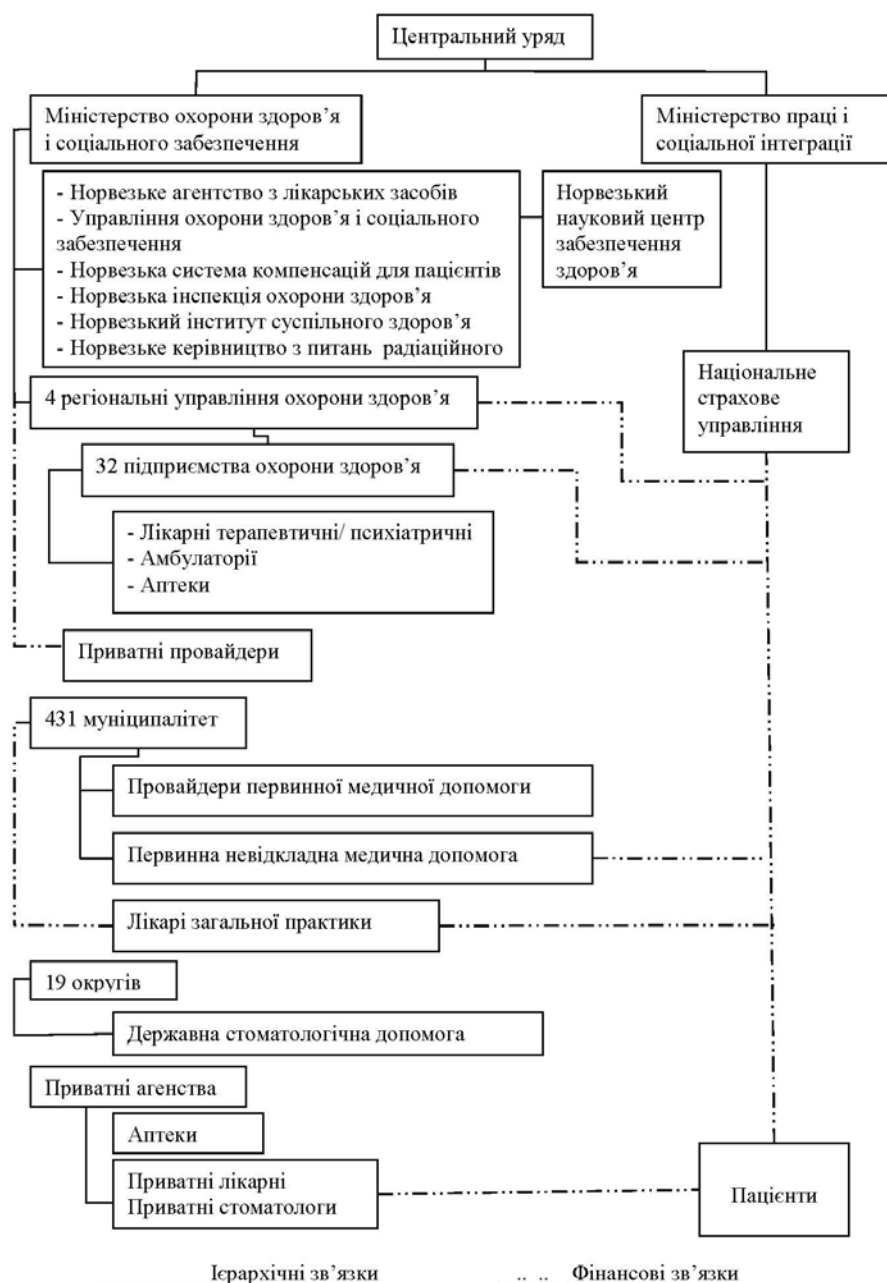 Центральний уряд
Міністерство охорони здоров’я
і соціального забезпечення
Міністерство праці і
соціальної інтеграції
- Норвезьке агентство з лікарських засобів
- Управління охорони здоров’я і соціального
забезпечення
- Норвезька система компенсацій для пацієнтів
- Норвезька інспекція охорони здоров’я
- Норвезький інститут суспільного здоров’я
- Норвезьке керівництво з питань радіаційного
Норвезький
науковий центр
забезпечення
здоров’я
Національне
страхове
управління
4 регіональні управління охорони здоров’я
32 підприємства охорони здоров’я
- Лікарні терапевтичні/ психіатричні
- Амбулаторії
- Аптеки
Приватні провайдери
431 муніципалітет
Провайдери первинної медичної допомоги
Первинна невідкладна медична допомога
Лікарі загальної практики
19 округів
Державна стоматологічна допомога
Приватні агенства
Аптеки
Приватні лікарні
Приватні стоматологи
Пацієнти
Ієрархічні зв’язки .. .. Фінансові зв’язки